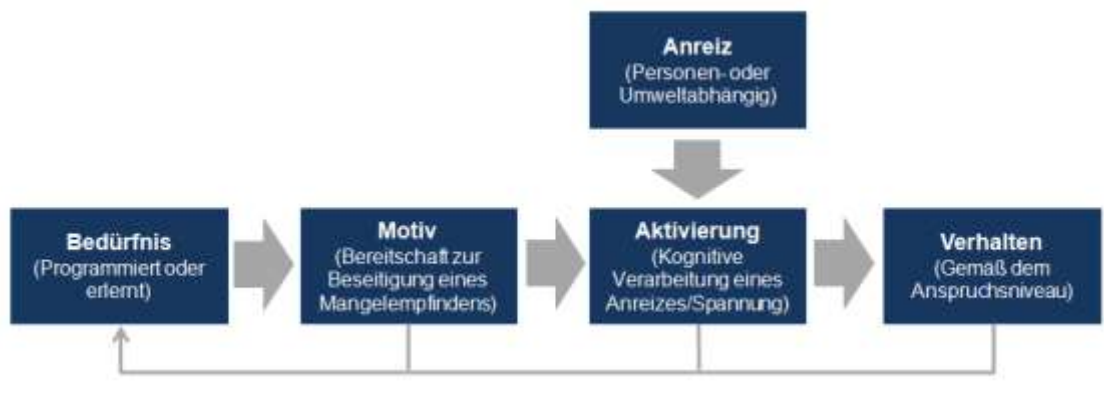 Anreiz
(Personen- oder
Umweltabhängig)
Bedürfnis
(Programmiert oder
erlernt)
Motiv
(Bereitschaft zur
Beseitigung eines
Mangelempfindens)
Aktivierung
(Kognitive
Verarbeitung eines
Anreizes/Spannung)
Verhalten
(Gemäß dem
Anspruchsniveau)